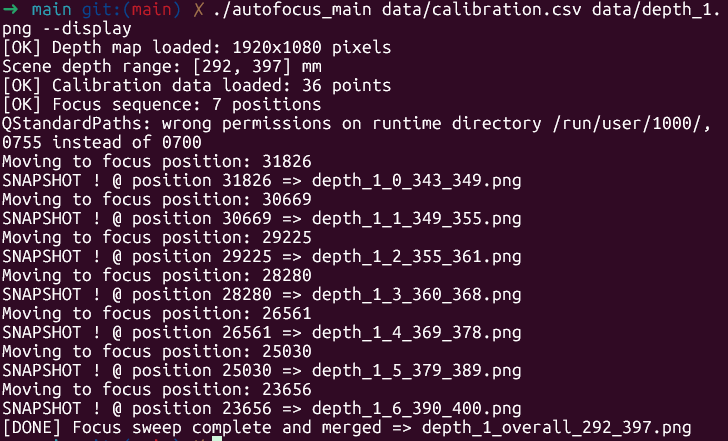 ➜ main git:(main) ✗ ./autofocus_main data/calibration.csv data/depth_1.
png --display
[OK] Depth map loaded: 1920x1080 pixels
Scene depth range: [292, 397] mm
[OK] Calibration data loaded: 36 points
[OK] Focus sequence: 7 positions
QStandardPaths: wrong permissions on runtime directory /run/user/1000/,
0755 instead of 0700
Moving to focus position: 31826
SNAPSHOT ! @ position 31826 => depth_1_0_343_349.png
Moving to focus position: 30669
SNAPSHOT ! @ position 30669 => depth_1_1_349_355.png
Moving to focus position: 29225
SNAPSHOT ! @ position 29225 => depth_1_2_355_361.png
Moving to focus position: 28280
SNAPSHOT ! @ position 28280 => depth_1_3_360_368.png
Moving to focus position: 26561
SNAPSHOT ! @ position 26561 => depth_1_4_369_378.png
Moving to focus position: 25030
SNAPSHOT ! @ position 25030 => depth_1_5_379_389.png
Moving to focus position: 23656
SNAPSHOT ! @ position 23656 => depth_1_6_390_400.png
[DONE] Focus sweep complete and merged => depth_1_overall_292_397.png